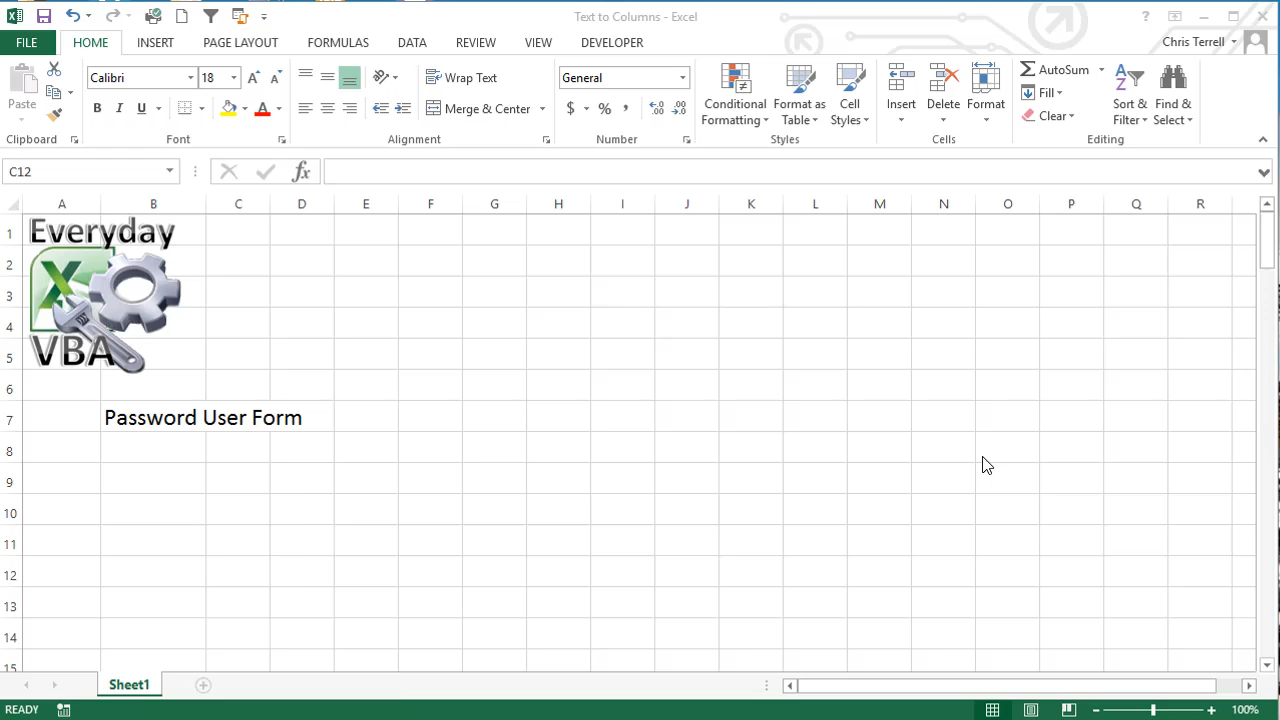 Text to Columns - Excel
FILE HOME INSERT PAGE LAYOUT FORMULAS DATA REVIEW VIEW DEVELOPER Chris Terrell
Paste
Calibri 18
B I U A
Wrap Text
Merge & Center
General
$ % ,
Conditional Formatting
Format as Table
Cell Styles
Insert
Delete
Format
AutoSum
Fill
Clear
Sort & Filter
Find & Select
Clipboard Font Alignment Number Styles Cells Editing
C12 fx
A B C D E F G H I J K L M N O P Q R
1
Everyday
2
3
4
5
VBA
6
7 Password User Form
8
9
10
11
12
13
14
15
Sheet1
READY 100%